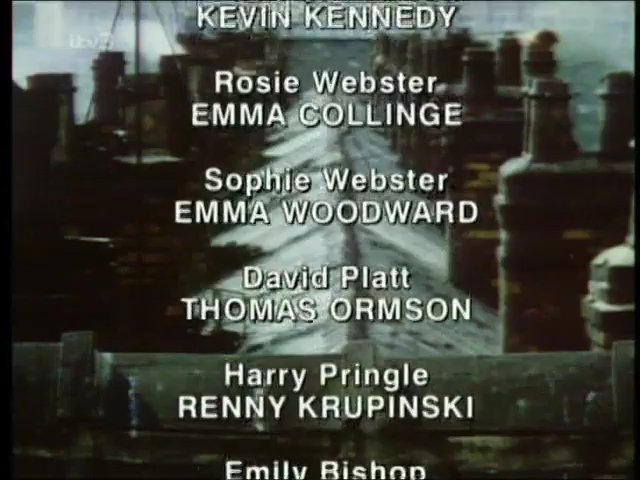 itv3
KEVIN KENNEDY
Rosie Webster
EMMA COLLINGE
Sophie Webster
EMMA WOODWARD
David Platt
THOMAS ORMSON
Harry Pringle
RENNY KRUPINSKI
Emily Bishop